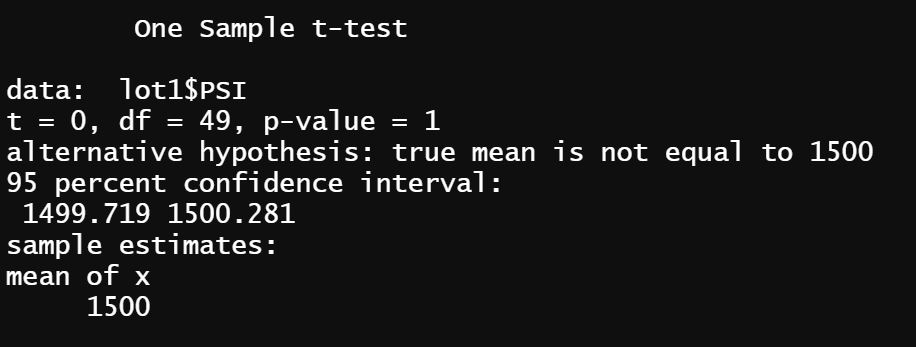 One Sample t-test
data:  lot1$PSI
t = 0, df = 49, p-value = 1
alternative hypothesis: true mean is not equal to 1500
95 percent confidence interval:
1499.719 1500.281
sample estimates:
mean of x
1500